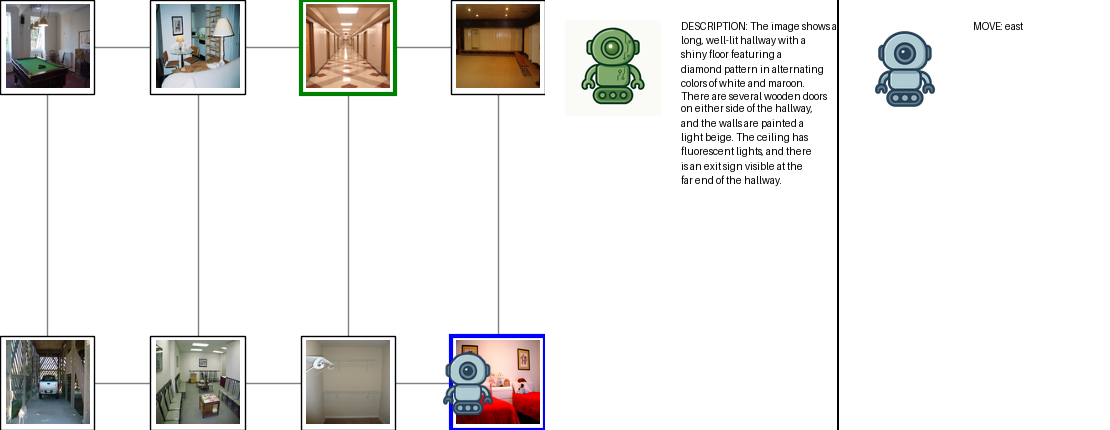 DESCRIPTION: The image shows a
long, well-lit hallway with a
shiny floor featuring a
diamond pattern in alternating
colors of white and maroon.
There are several wooden doors
on either side of the hallway,
and the walls are painted a
light beige. The ceiling has
fluorescent lights, and there
is an exit sign visible at the
far end of the hallway.
MOVE: east